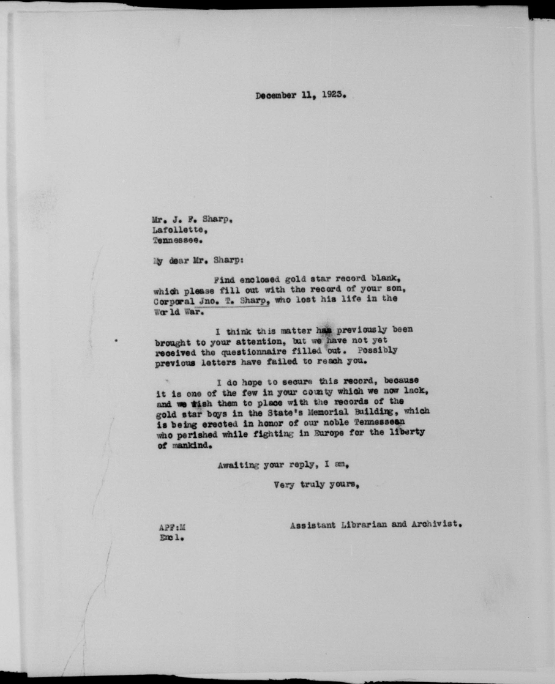 December 11, 1923.
Mr. J. F. Sharp,
Lafollette,
Tennessee.
My dear Mr. Sharp:
Find enclosed gold star record blank,
which please fill out with the record of your son,
Corporal Jno. T. Sharp, who lost his life in the
World War.
I think this matter has previously been
brought to your attention, but we have not yet
received the questionnaire filled out. Possibly
previous letters have failed to reach you.
I do hope to secure this record, because
it is one of the few in your county which we now lack,
and we wish them to place with the records of the
gold star boys in the State's Memorial Building, which
is being erected in honor of our noble Tennessean
who perished while fighting in Europe for the liberty
of mankind.
Awaiting your reply, I am,
Very truly yours,
Assistant Librarian and Archivist.
APF:M
Encl.